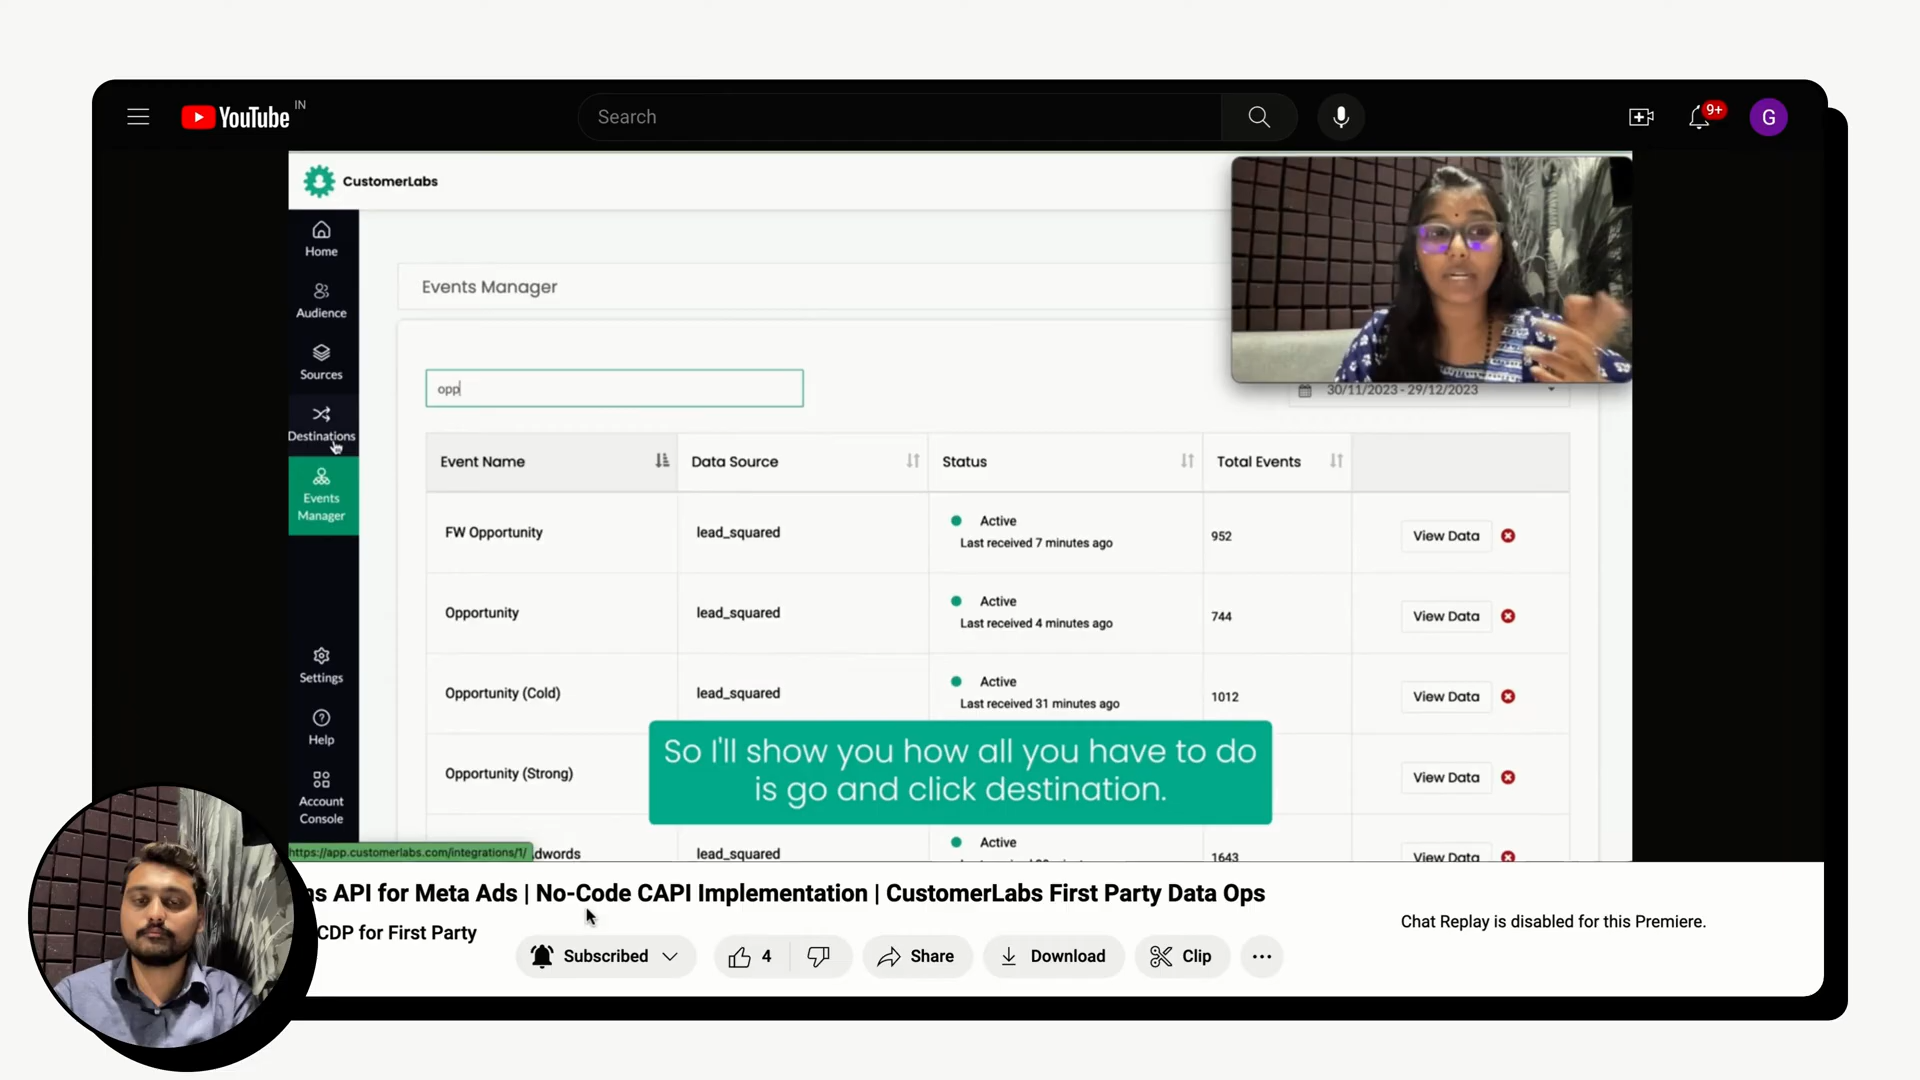 YouTube IN
Search
9+
G
CustomerLabs
Home
Audience
Sources
Destinations
Events
Manager
Settings
Help
Account
Console
Events Manager
opp
30/11/2023 - 29/12/2023
Event Name Data Source Status Total Events
FW Opportunity lead_squared Active 952 View Data
Last received 7 minutes ago
Opportunity lead_squared Active 744 View Data
Last received 4 minutes ago
Opportunity (Cold) lead_squared Active 1012 View Data
Last received 31 minutes ago
Opportunity (Strong) View Data
So I'll show you how all you have to do
is go and click destination.
Active
dwords lead_squared 1643 View Data
https://app.customerlabs.com/integrations/1/
ns API for Meta Ads | No-Code CAPI Implementation | CustomerLabs First Party Data Ops
CDP for First Party
Subscribed 4 Share Download Clip
Chat Replay is disabled for this Premiere.